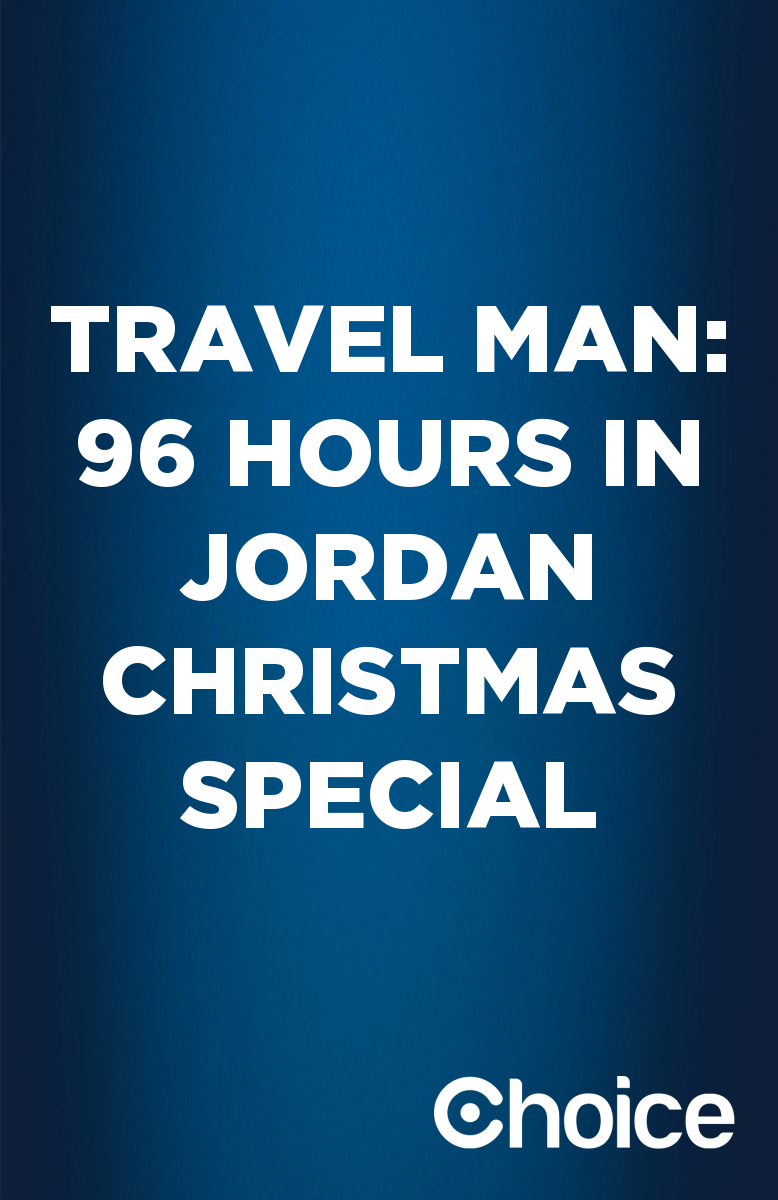 TRAVEL MAN:
96 HOURS IN
JORDAN
CHRISTMAS
SPECIAL
Choice